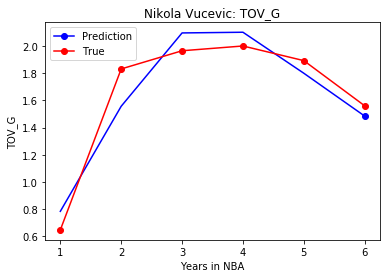 Nikola Vucevic: TOV_G
Prediction
True
TOV_G
2.0
1.8
1.6
1.4
1.2
1.0
0.8
0.6
1 2 3 4 5 6
Years in NBA